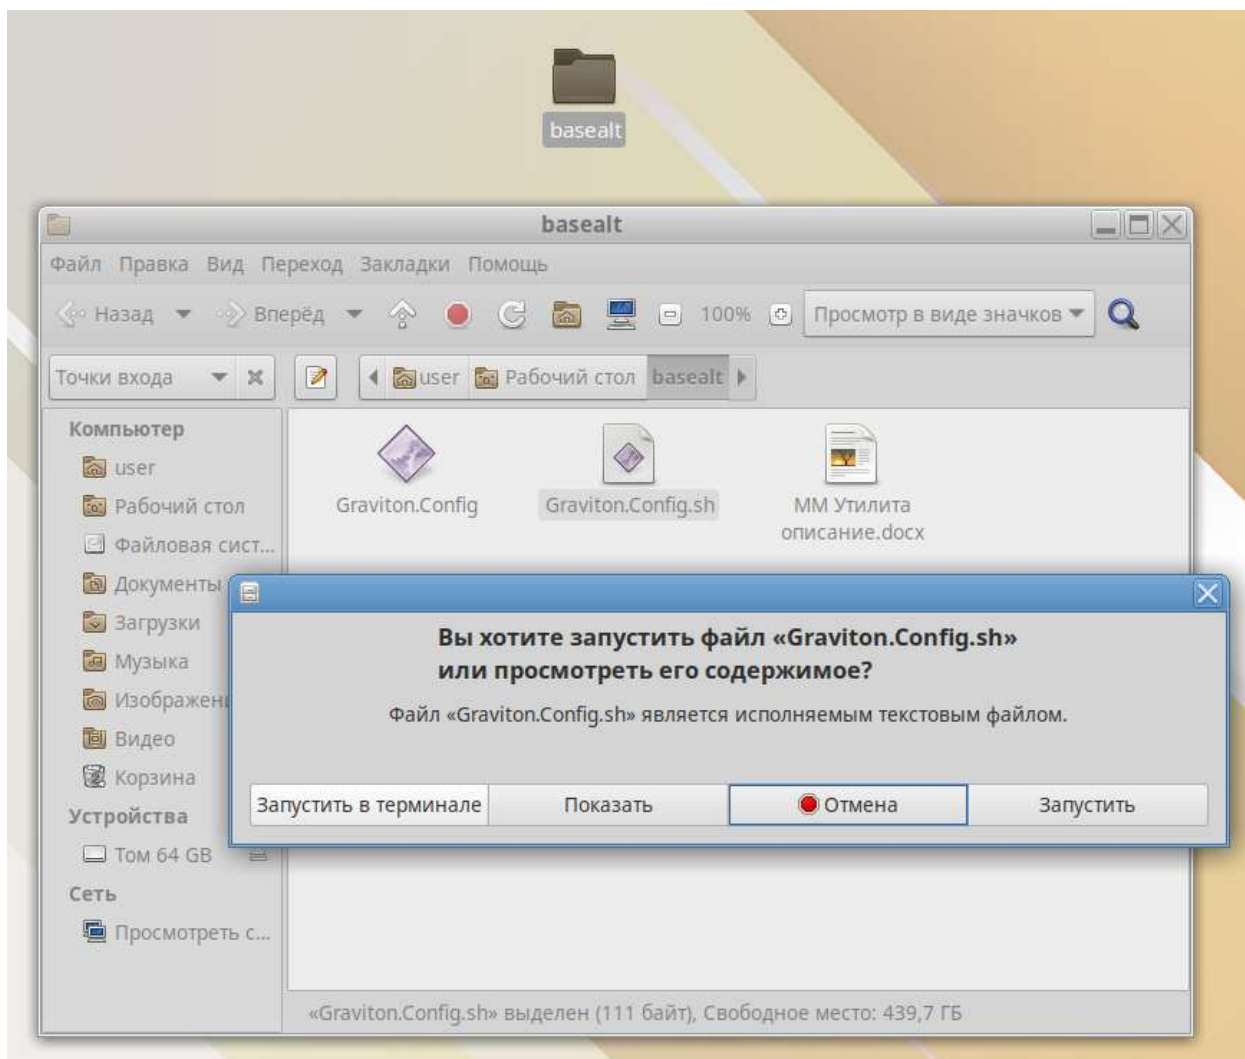 basealt
basealt
Файл Правка Вид Переход Закладки Помощь
Назад Вперёд 100% Просмотр в виде значков
Точки входа user Рабочий стол basealt
Компьютер
user
Рабочий стол
Файловая сист...
Документы
Загрузки
Музыка
Изображен
Видео
Корзина
Устройства
Том 64 GB
Сеть
Просмотреть с...
Graviton.Config
Graviton.Config.sh
ММ Утилита
описание.docx
Вы хотите запустить файл «Graviton.Config.sh»
или просмотреть его содержимое?
Файл «Graviton.Config.sh» является исполняемым текстовым файлом.
Запустить в терминале Показать Отмена Запустить
«Graviton.Config.sh» выделен (111 байт), Свободное место: 439,7 ГБ